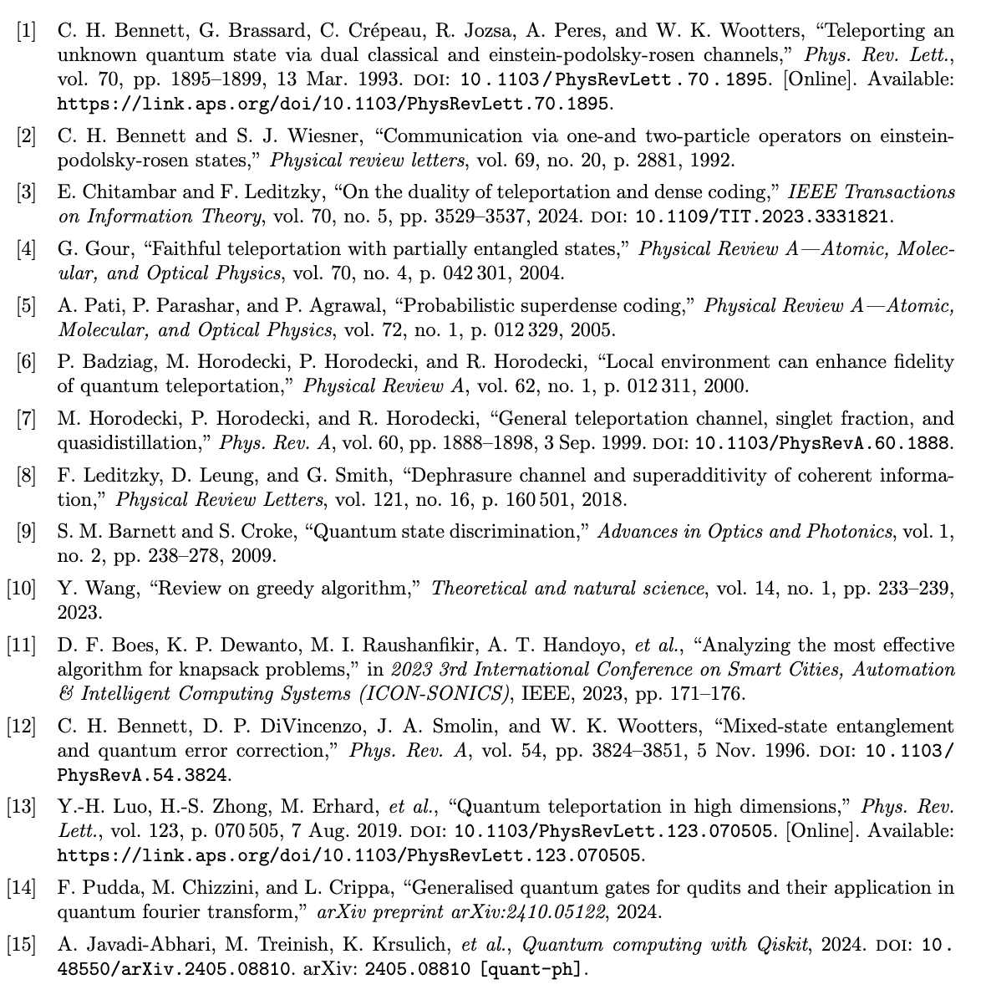 [1] C. H. Bennett, G. Brassard, C. Crépeau, R. Jozsa, A. Peres, and W. K. Wootters, “Teleporting an
unknown quantum state via dual classical and einstein-podolsky-rosen channels,” Phys. Rev. Lett.,
vol. 70, pp. 1895–1899, 13 Mar. 1993. DOI: 10.1103/PhysRevLett.70.1895. [Online]. Available:
https://link.aps.org/doi/10.1103/PhysRevLett.70.1895.
[2] C. H. Bennett and S. J. Wiesner, “Communication via one-and two-particle operators on einstein-
podolsky-rosen states,” Physical review letters, vol. 69, no. 20, p. 2881, 1992.
[3] E. Chitambar and F. Leditzky, “On the duality of teleportation and dense coding,” IEEE Transactions
on Information Theory, vol. 70, no. 5, pp. 3529–3537, 2024. DOI: 10.1109/TIT.2023.3331821.
[4] G. Gour, “Faithful teleportation with partially entangled states,” Physical Review A—Atomic, Molec-
ular, and Optical Physics, vol. 70, no. 4, p. 042 301, 2004.
[5] A. Pati, P. Parashar, and P. Agrawal, “Probabilistic superdense coding,” Physical Review A—Atomic,
Molecular, and Optical Physics, vol. 72, no. 1, p. 012 329, 2005.
[6] P. Badziag, M. Horodecki, P. Horodecki, and R. Horodecki, “Local environment can enhance fidelity
of quantum teleportation,” Physical Review A, vol. 62, no. 1, p. 012 311, 2000.
[7] M. Horodecki, P. Horodecki, and R. Horodecki, “General teleportation channel, singlet fraction, and
quasidistillation,” Phys. Rev. A, vol. 60, pp. 1888–1898, 3 Sep. 1999. DOI: 10.1103/PhysRevA.60.1888.
[8] F. Leditzky, D. Leung, and G. Smith, “Dephrasure channel and superadditivity of coherent informa-
tion,” Physical Review Letters, vol. 121, no. 16, p. 160 501, 2018.
[9] S. M. Barnett and S. Croke, “Quantum state discrimination,” Advances in Optics and Photonics, vol. 1,
no. 2, pp. 238–278, 2009.
[10] Y. Wang, “Review on greedy algorithm,” Theoretical and natural science, vol. 14, no. 1, pp. 233–239,
2023.
[11] D. F. Boes, K. P. Dewanto, M. I. Raushanfikir, A. T. Handoyo, et al., “Analyzing the most effective
algorithm for knapsack problems,” in 2023 3rd International Conference on Smart Cities, Automation
& Intelligent Computing Systems (ICON-SONICS), IEEE, 2023, pp. 171–176.
[12] C. H. Bennett, D. P. DiVincenzo, J. A. Smolin, and W. K. Wootters, “Mixed-state entanglement
and quantum error correction,” Phys. Rev. A, vol. 54, pp. 3824–3851, 5 Nov. 1996. DOI: 10.1103/
PhysRevA.54.3824.
[13] Y.-H. Luo, H.-S. Zhong, M. Erhard, et al., “Quantum teleportation in high dimensions,” Phys. Rev.
Lett., vol. 123, p. 070 505, 7 Aug. 2019. DOI: 10.1103/PhysRevLett.123.070505. [Online]. Available:
https://link.aps.org/doi/10.1103/PhysRevLett.123.070505.
[14] F. Pudda, M. Chizzini, and L. Crippa, “Generalised quantum gates for qudits and their application in
quantum fourier transform,” arXiv preprint arXiv:2410.05122, 2024.
[15] A. Javadi-Abhari, M. Treinish, K. Krsulich, et al., Quantum computing with Qiskit, 2024. DOI: 10.
48550/arXiv.2405.08810. arXiv: 2405.08810 [quant-ph].